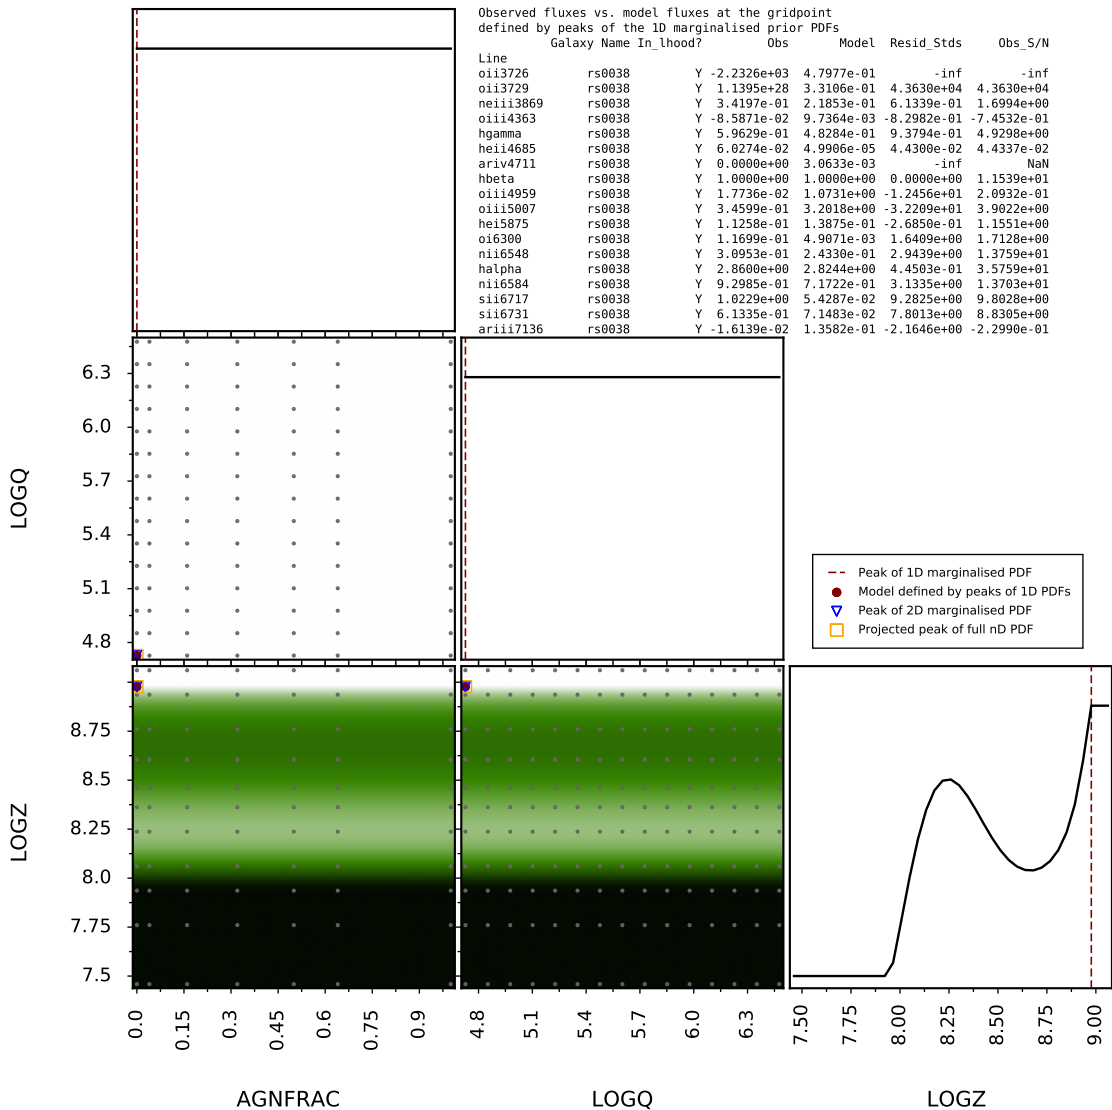 Observed fluxes vs. model fluxes at the gridpoint
defined by peaks of the 1D marginalised prior PDFs
Galaxy Name In_lhood? Obs Model Resid_Stds Obs_S/N
Line
oii3726 rs0038 Y -2.2326e+03 4.7977e-01 -inf -inf
oii3729 rs0038 Y 1.1395e+28 3.3106e-01 4.3630e+04 4.3630e+04
neiii3869 rs0038 Y 3.4197e-01 2.1853e-01 6.1339e-01 1.6994e+00
oiii4363 rs0038 Y -8.5871e-02 9.7364e-03 -8.2982e-01 -7.4532e-01
hgamma rs0038 Y 5.9629e-01 4.8284e-01 9.3794e-01 4.9298e+00
heii4685 rs0038 Y 6.0274e-02 4.9906e-05 4.4300e-02 4.4337e-02
ariv4711 rs0038 Y 0.0000e+00 3.0633e-03 -inf NaN
hbeta rs0038 Y 1.0000e+00 1.0000e+00 0.0000e+00 1.1539e+01
oiii4959 rs0038 Y 1.7736e-02 1.0731e+00 -1.2456e+01 2.0932e-01
oiii5007 rs0038 Y 3.4599e-01 3.2018e+00 -3.2209e+01 3.9022e+00
hei5875 rs0038 Y 1.1258e-01 1.3875e-01 -2.6850e-01 1.1551e+00
oi6300 rs0038 Y 1.1699e-01 4.9071e-03 1.6409e+00 1.7128e+00
nii6548 rs0038 Y 3.0953e-01 2.4330e-01 2.9439e+00 1.3759e+01
halpha rs0038 Y 2.8600e+00 2.8244e+00 4.4503e-01 3.5759e+01
nii6584 rs0038 Y 9.2985e-01 7.1722e-01 3.1335e+00 1.3703e+01
sii6717 rs0038 Y 1.0229e+00 5.4287e-02 9.2825e+00 9.8028e+00
sii6731 rs0038 Y 6.1335e-01 7.1483e-02 7.8013e+00 8.8305e+00
ariii7136 rs0038 Y -1.6139e-02 1.3582e-01 -2.1646e+00 -2.2990e-01
6.3
6.0
5.7
5.4
5.1
4.8
LOGQ
Peak of 1D marginalised PDF
Model defined by peaks of 1D PDFs
Peak of 2D marginalised PDF
Projected peak of full nD PDF
8.75
8.5
8.25
8.0
7.75
7.5
LOGZ
0.0 0.15 0.3 0.45 0.6 0.75 0.9
4.8 5.1 5.4 5.7 6.0 6.3
7.50 7.75 8.00 8.25 8.50 8.75 9.00
AGNFRAC LOGQ LOGZ